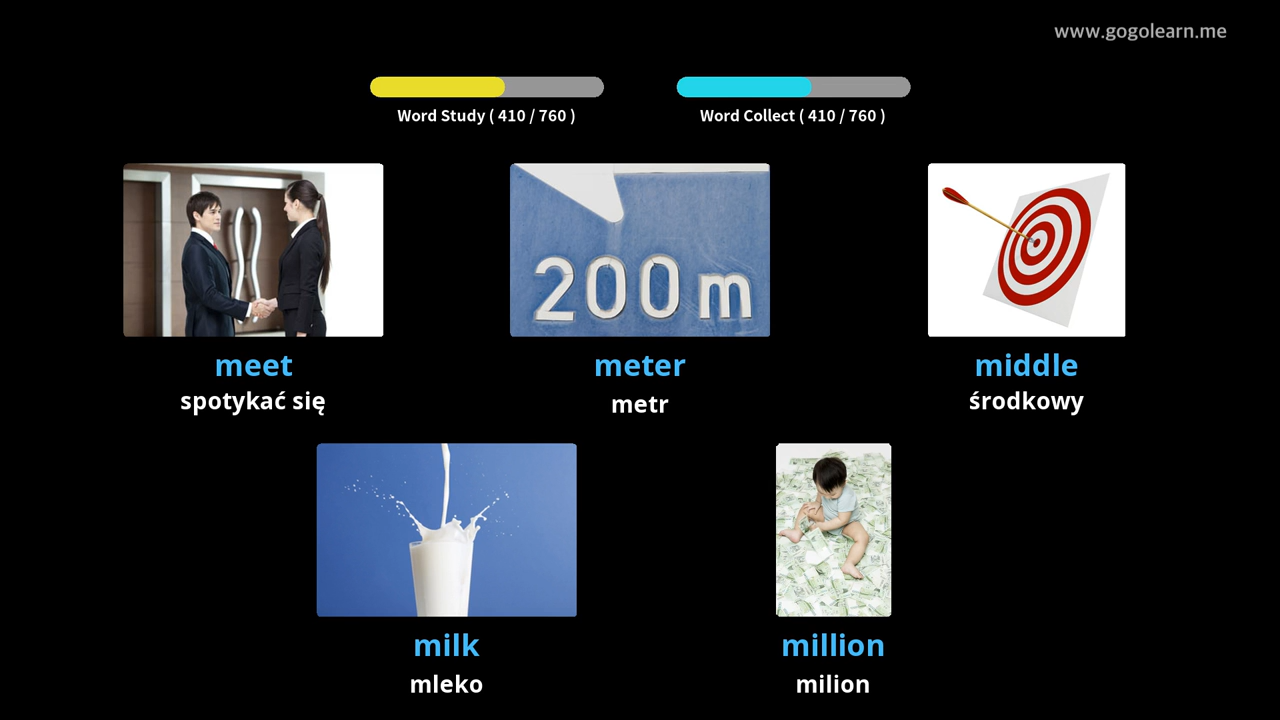 www.gogolearn.me
Word Study ( 410 / 760 )
Word Collect ( 410 / 760 )
200 m
meet
spotykać się
meter
metr
middle
środkowy
milk
mleko
million
milion